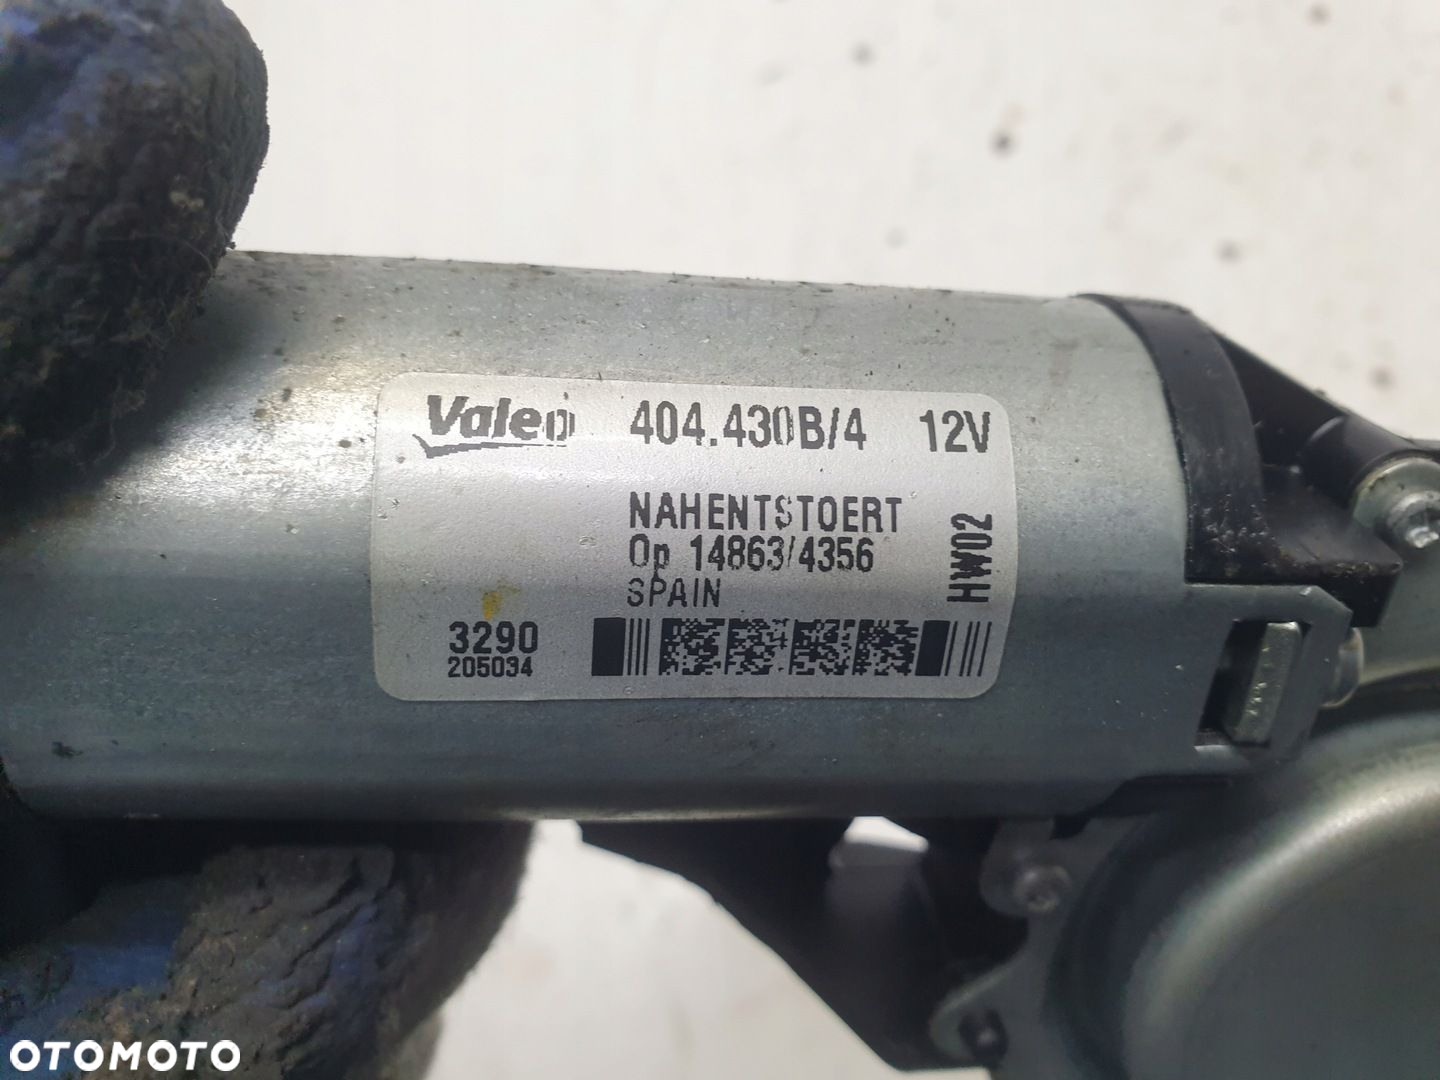 Valeo 404.430B/4 12V
NAHENTSTOERT
Op 14863/4356
SPAIN
HW02
3290
205034
OTOMOTO